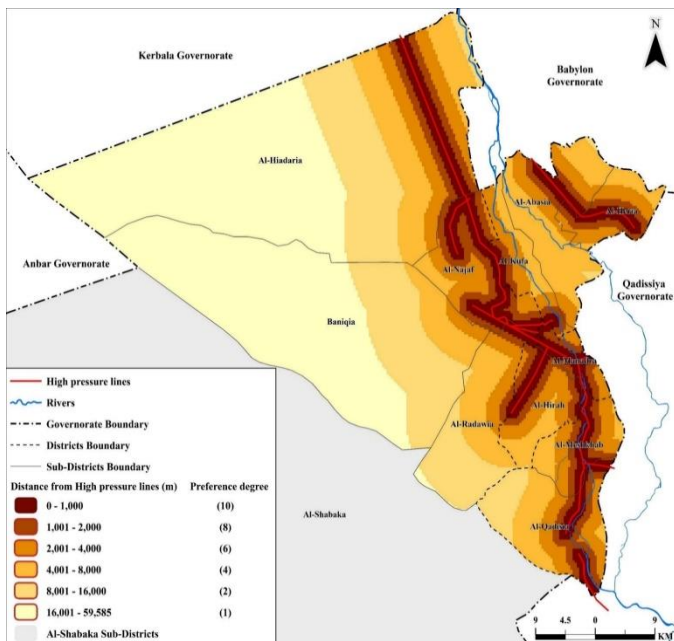 N
Kerbala Governorate
Babylon
Governorate
Al-Hiadaria
Al-Abasia
Anbar Governorate
Al-Najaf
Al-Kufa
Qadissiya
Governorate
Baniqia
Al-Hirah
Al-Radawia
Al-Shabaka
High pressure lines
Rivers
Governorate Boundary
Districts Boundary
Sub-Districts Boundary
Distance from High pressure lines (m) Preference degree
0 - 1,000 (10)
1,001 - 2,000 (8)
2,001 - 4,000 (6)
4,001 - 8,000 (4)
8,001 - 16,000 (2)
16,001 - 59,585 (1)
Al-Shabaka Sub-Districts
9 4.5 0 9
KM